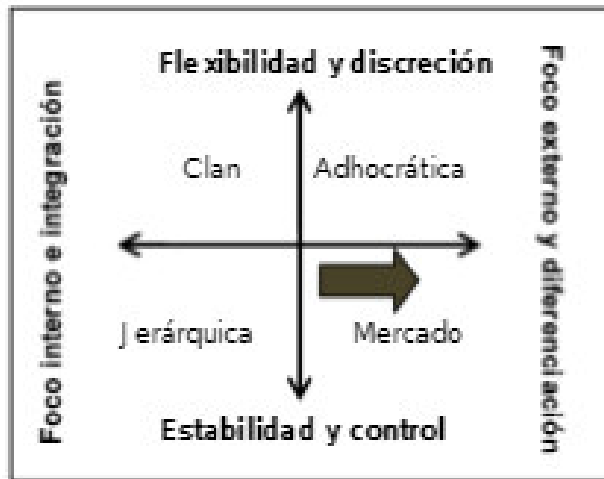 Flexibilidad y discreción
Foco interno e integración
Foco externo y diferenciación
Clan
Adhocrática
Jerárquica
Mercado
Estabilidad y control